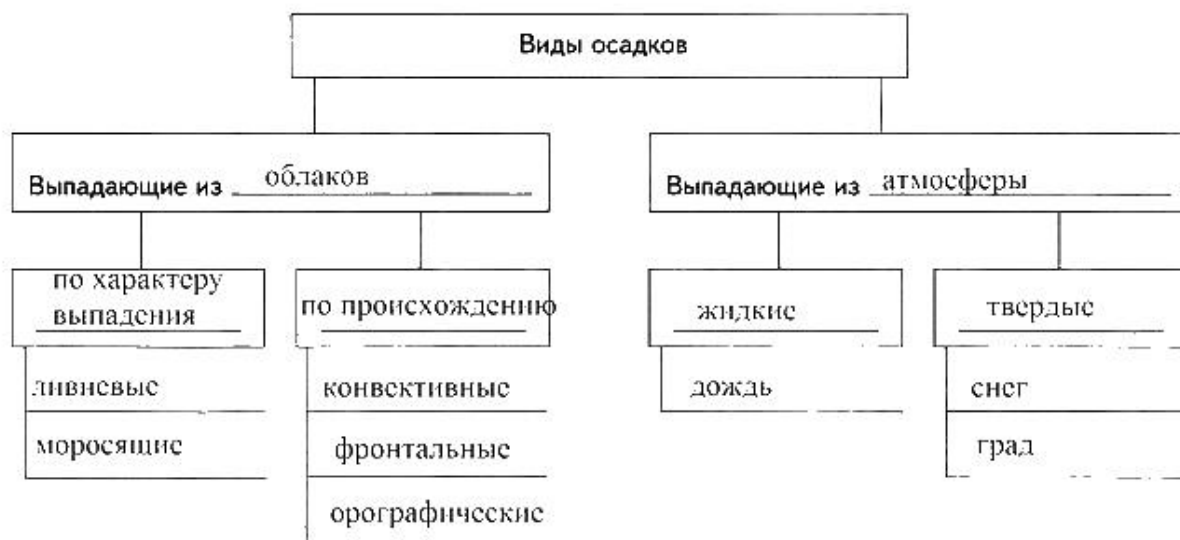 Виды осадков
Выпадающие из облаков
Выпадающие из атмосферы
по характеру
выпадения
по происхождению
жидкие
твердые
ливневые
моросящие
конвективные
фронтальные
орографические
дождь
снег
град